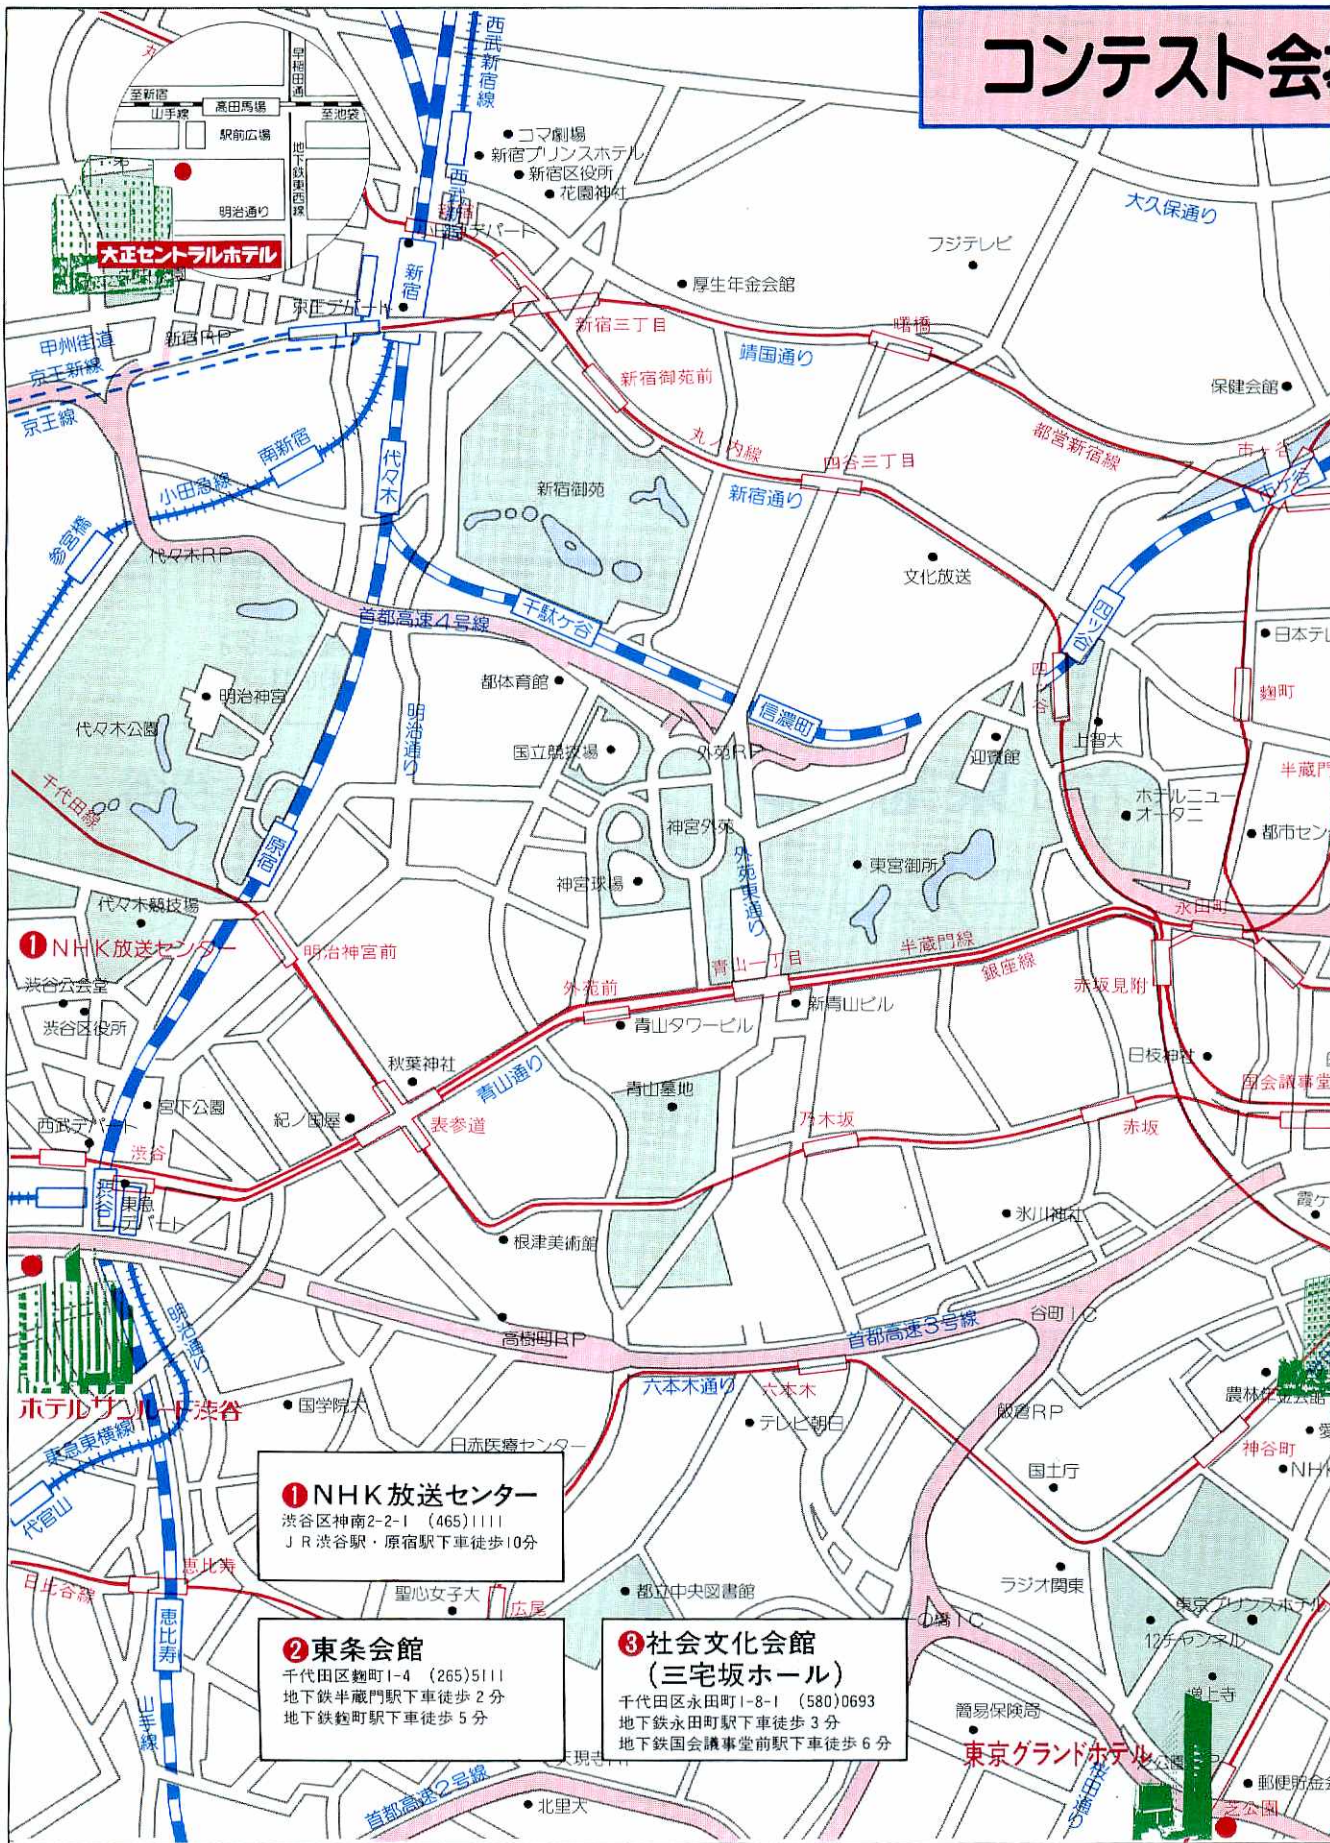 コンテスト会
西武新宿線
早稲田通
至新宿
山手線
高田馬場
至池袋
駅前広場
地下鉄東西線
明治通り
大正セントラルホテル
コマ劇場
新宿プリンスホテル
新宿区役所
花園神社
大久保通り
フジテレビ
小田急デパート
新宿
厚生年金会館
京王デパート
新宿三丁目
曙橋
靖国通り
甲州街道
新宿RP
京王新線
京王線
新宿御苑前
保健会館
南新宿
代々木
丸ノ内線
四谷三丁目
都営新宿線
市ヶ谷
市ケ谷
小田急線
新宿御苑
新宿通り
参宮橋
代々木RP
文化放送
首都高速4号線
千駄ケ谷
四ツ谷
日本テレ
四谷
都体育館
明治神宮
代々木公園
明治通り
信濃町
麹町
上智大
国立競技場
外苑RP
迎賓館
半蔵門
千代田線
ホテルニュー
オータニ
神宮外苑
都市セン
原宿
外苑東通り
東宮御所
神宮球場
代々木競技場
永田町
❶NHK放送センター
明治神宮前
半蔵門線
青山一丁目
銀座線
外苑前
赤坂見附
渋谷公会堂
新青山ビル
渋谷区役所
青山タワービル
日枝神社
秋葉神社
青山通り
青山墓地
国会議事堂
宮下公園
紀ノ国屋
西武デパート
表参道
乃木坂
赤坂
渋谷
渋谷
東急
デパート
霞ケ
氷川神社
根津美術館
明治通り
谷町IC
首都高速3号線
高樹町RP
六本木通り
六本木
農林年金会館
ホテルサンルート渋谷
国学院大
飯倉RP
テレビ朝日
日赤医療センター
東急東横線
神谷町
国土庁
NHK
代官山
❶NHK放送センター
渋谷区神南2-2-1 (465)1111
JR渋谷駅・原宿駅下車徒歩10分
恵比寿
日比谷線
ラジオ関東
聖心女子大
広尾
都立中央図書館
東京プリンスホテル
12チャンネル
恵比寿
❷東条会館
千代田区麹町1-4 (265)5111
地下鉄半蔵門駅下車徒歩2分
地下鉄麹町駅下車徒歩5分
❸社会文化会館
(三宅坂ホール)
千代田区永田町1-8-1 (580)0693
地下鉄永田町駅下車徒歩3分
地下鉄国会議事堂前駅下車徒歩6分
増上寺
山手線
簡易保険局
東京グランドホテル
桜田通り
首都高速2号線
北里大
郵便貯金会
芝公園